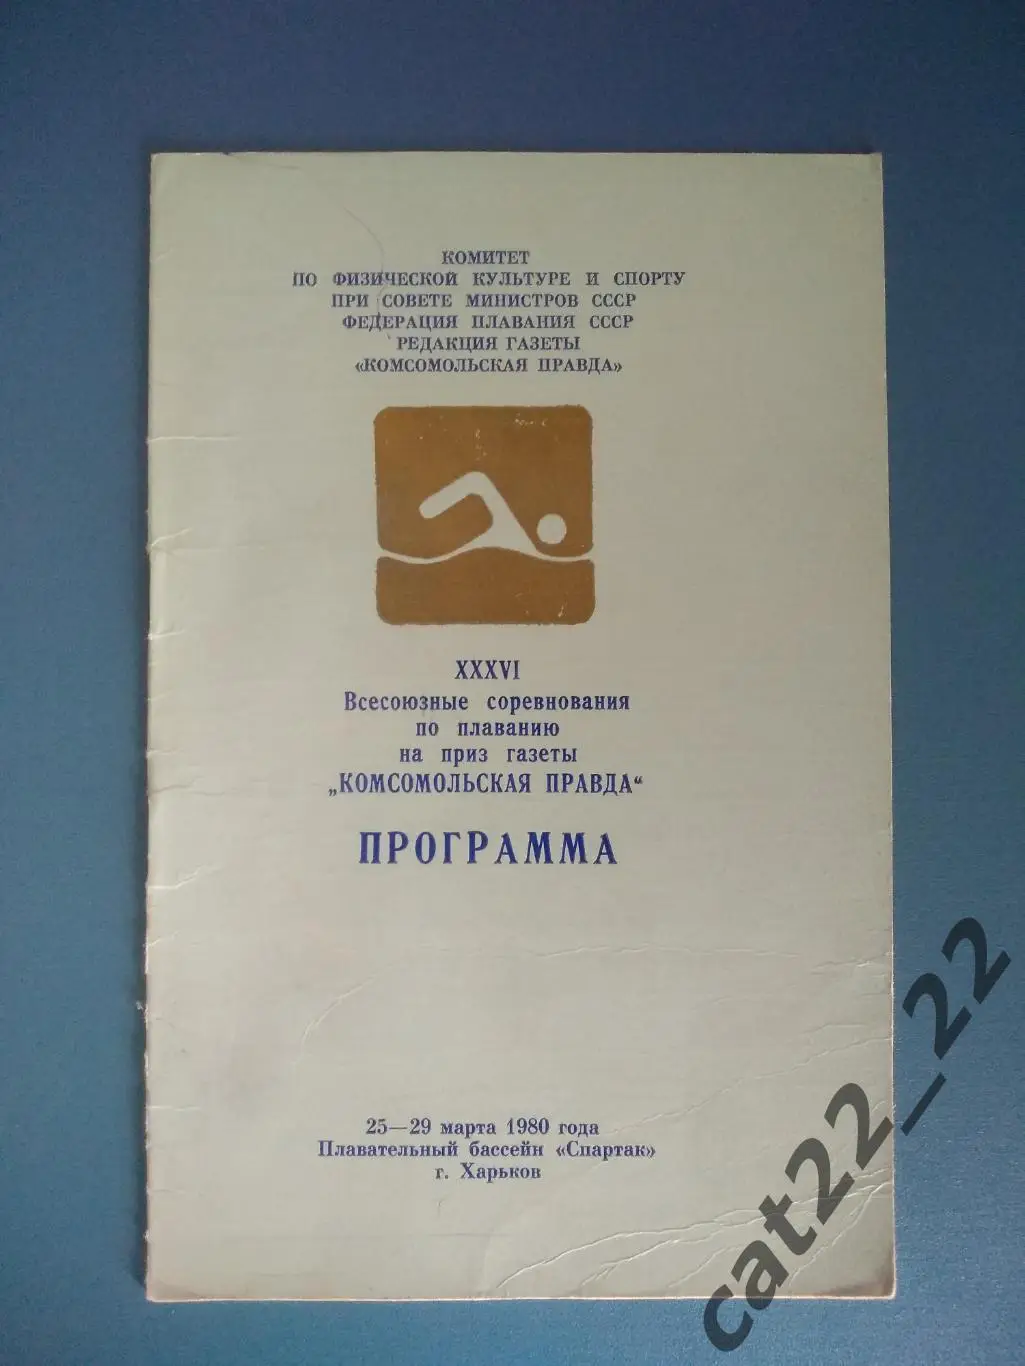 КОМИТЕТ
ПО ФИЗИЧЕСКОЙ КУЛЬТУРЕ И СПОРТУ
ПРИ СОВЕТЕ МИНИСТРОВ СССР
ФЕДЕРАЦИЯ ПЛАВАНИЯ СССР
РЕДАКЦИЯ ГАЗЕТЫ
«КОМСОМОЛЬСКАЯ ПРАВДА»
XXXVI
Всесоюзные соревнования
по плаванию
на приз газеты
„КОМСОМОЛЬСКАЯ ПРАВДА“
ПРОГРАММА
25—29 марта 1980 года
Плавательный бассейн «Спартак»
г. Харьков
cat22_22